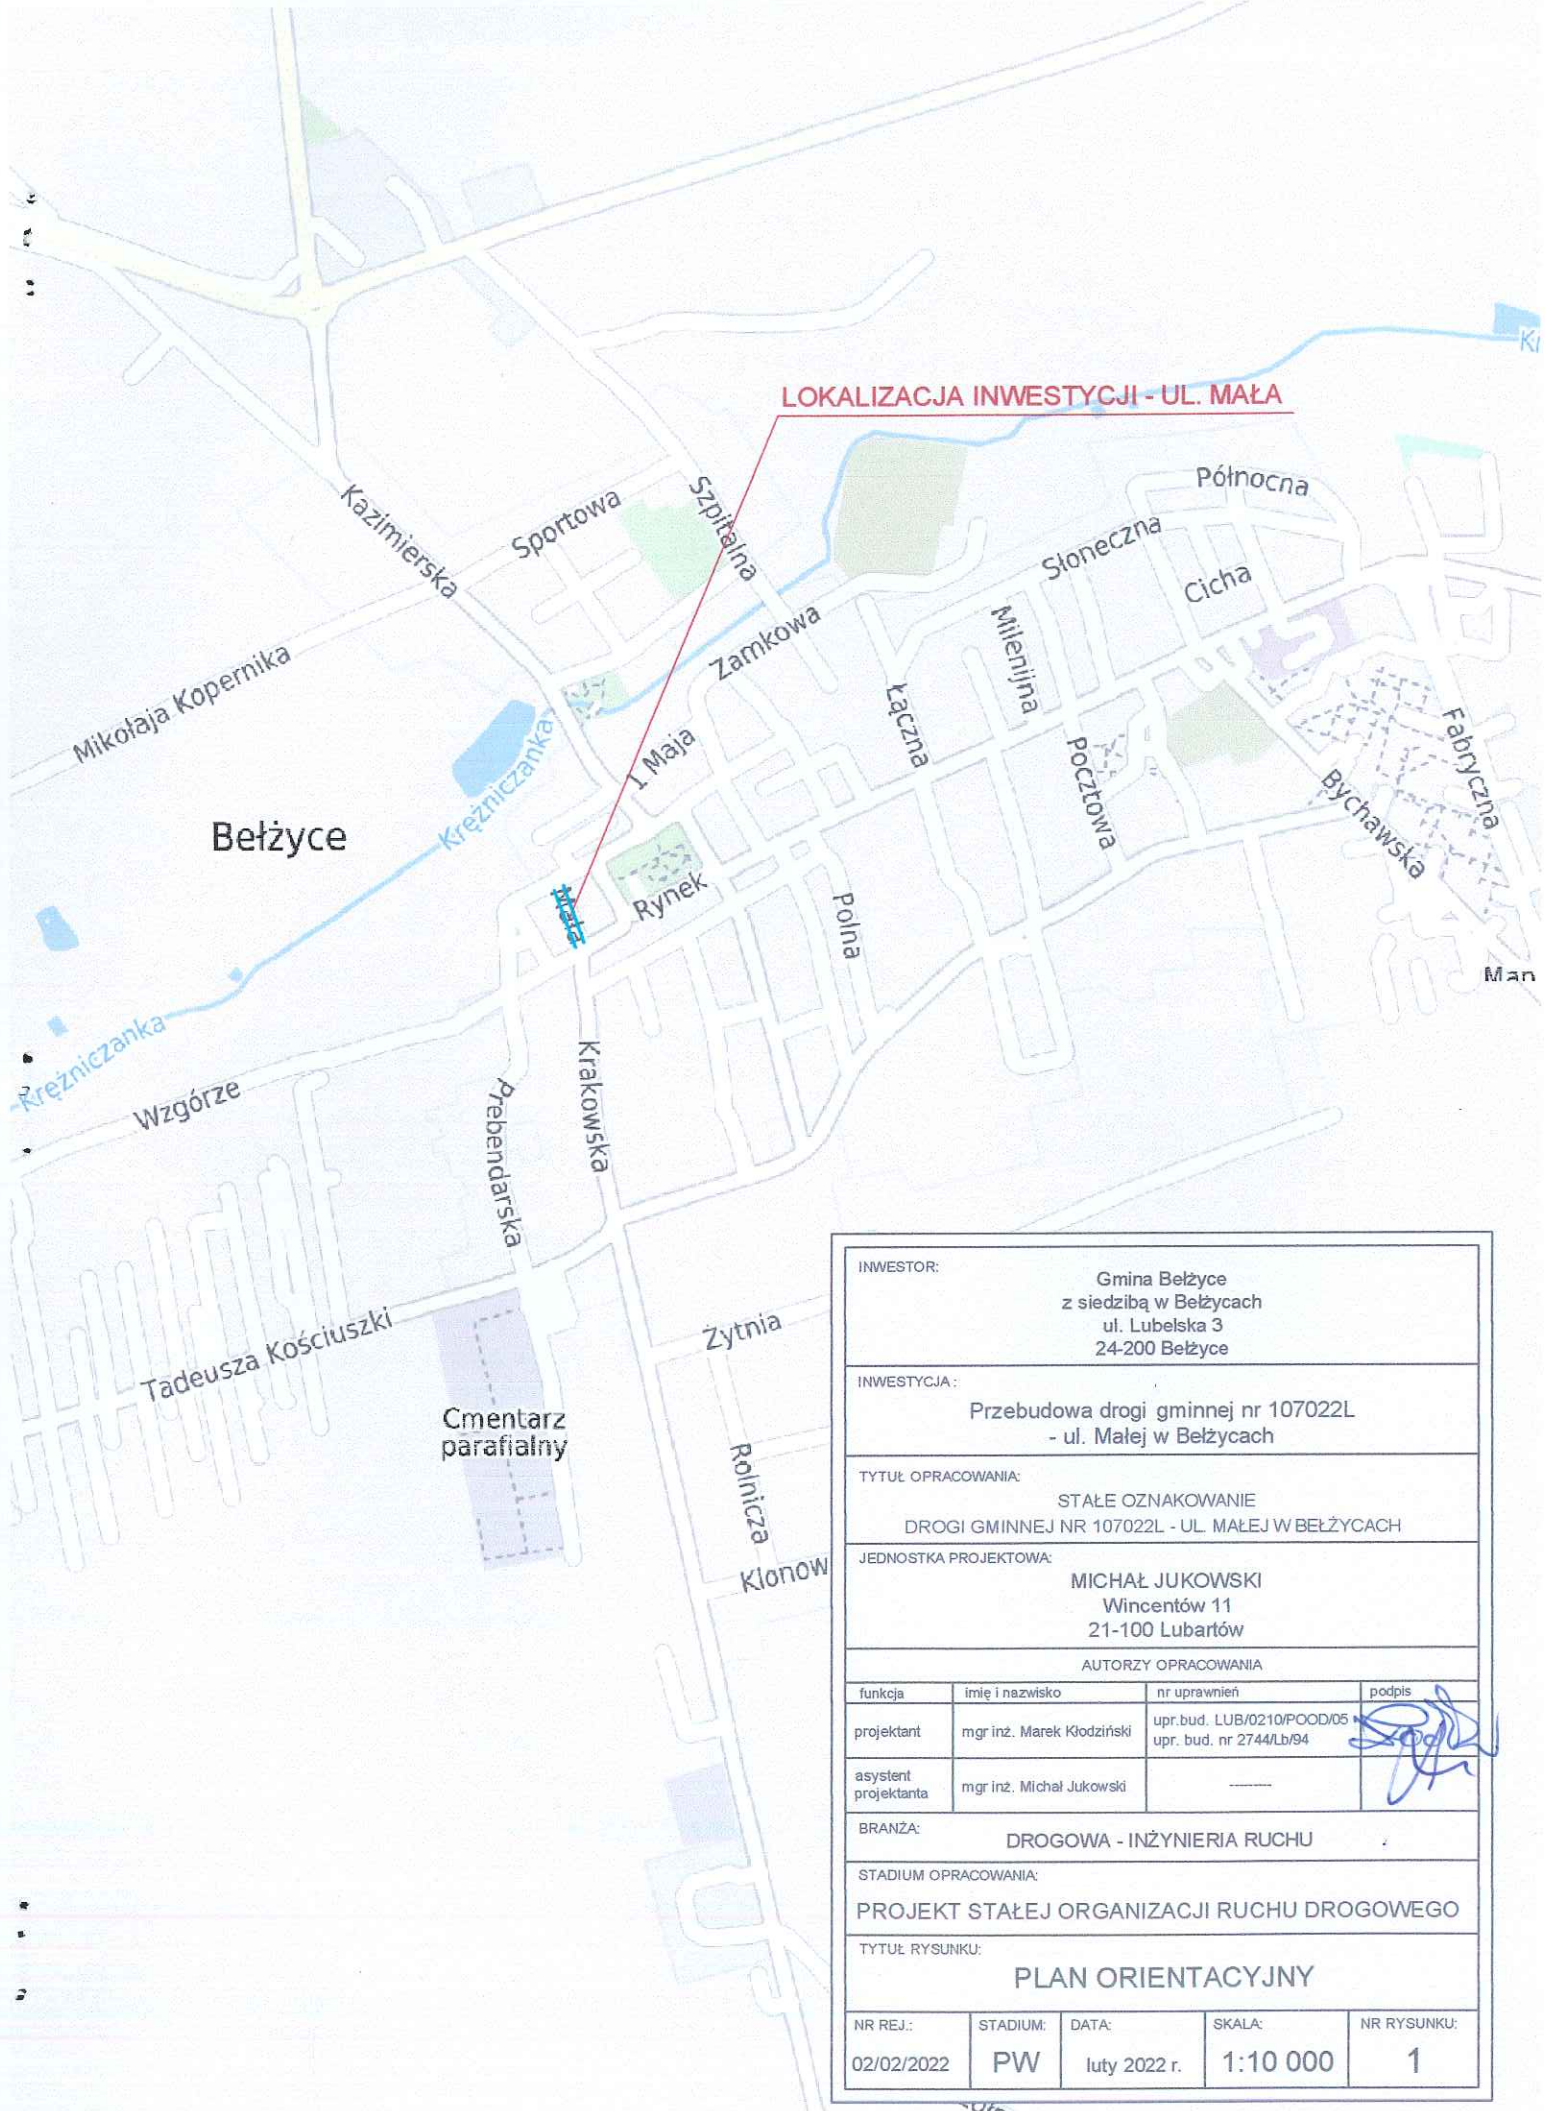 LOKALIZACJA INWESTYCJI - UL. MAŁA
Północna
Kazimierska
Sportowa
Szpitalna
Słoneczna
Cicha
Zamkowa
Milenijna
Mikołaja Kopernika
Łączna
1 Maja
Krężniczanka
Pocztowa
Fabryczna
Bychawska
Bełżyce
Mała
Rynek
Polna
Man
Krężniczanka
Wzgórze
Prebendarska
Krakowska
Tadeusza Kościuszki
Żytnia
Cmentarz
parafialny
Rolnicza
Klonow
INWESTOR:
Gmina Bełżyce
z siedzibą w Bełżycach
ul. Lubelska 3
24-200 Bełżyce
INWESTYCJA:
Przebudowa drogi gminnej nr 107022L
- ul. Małej w Bełżycach
TYTUŁ OPRACOWANIA:
STAŁE OZNAKOWANIE
DROGI GMINNEJ NR 107022L - UL. MAŁEJ W BEŁŻYCACH
JEDNOSTKA PROJEKTOWA:
MICHAŁ JUKOWSKI
Wincentów 11
21-100 Lubartów
AUTORZY OPRACOWANIA
funkcja imię i nazwisko nr uprawnień podpis
projektant mgr inż. Marek Kłodziński upr.bud. LUB/0210/POOD/05
upr. bud. nr 2744/Lb/94
asystent
projektanta mgr inż. Michał Jukowski --------
BRANŻA:
DROGOWA - INŻYNIERIA RUCHU
STADIUM OPRACOWANIA:
PROJEKT STAŁEJ ORGANIZACJI RUCHU DROGOWEGO
TYTUŁ RYSUNKU:
PLAN ORIENTACYJNY
NR REJ.: STADIUM: DATA: SKALA: NR RYSUNKU:
02/02/2022 PW luty 2022 r. 1:10 000 1